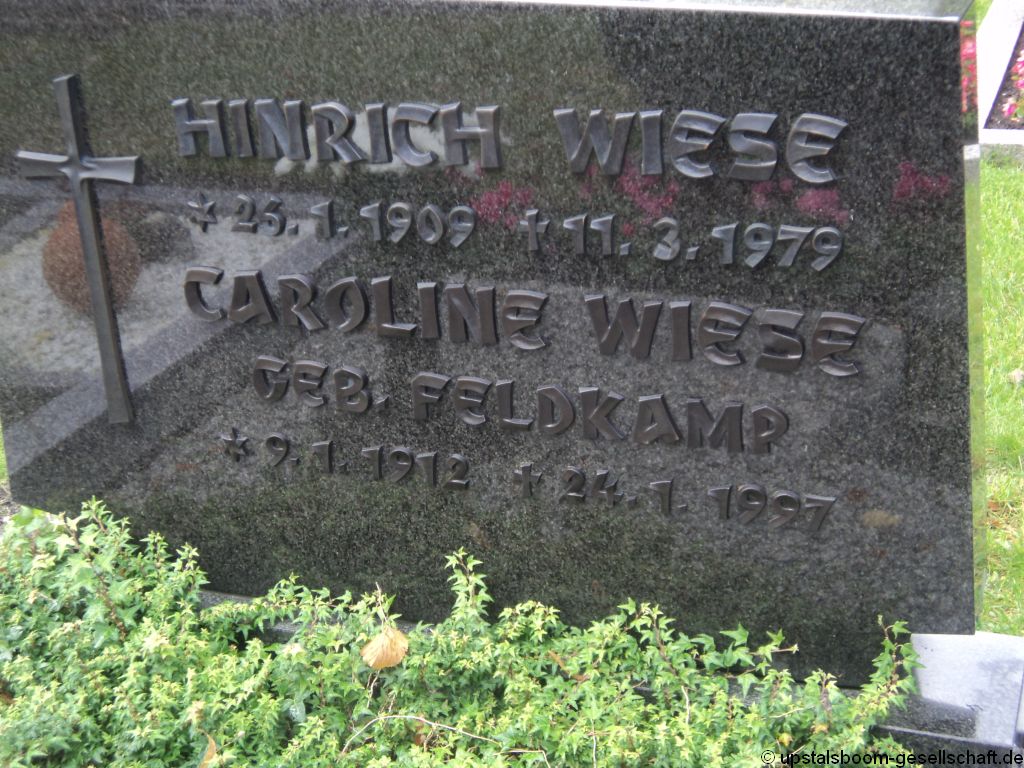 HINRICH WIESE
* 25. 1. 1909 † 11. 3. 1979
CAROLINE WIESE
GEB. FELDKAMP
* 9. 1. 1912 † 24. 1. 1997
© upstalsboom-gesellschaft.de